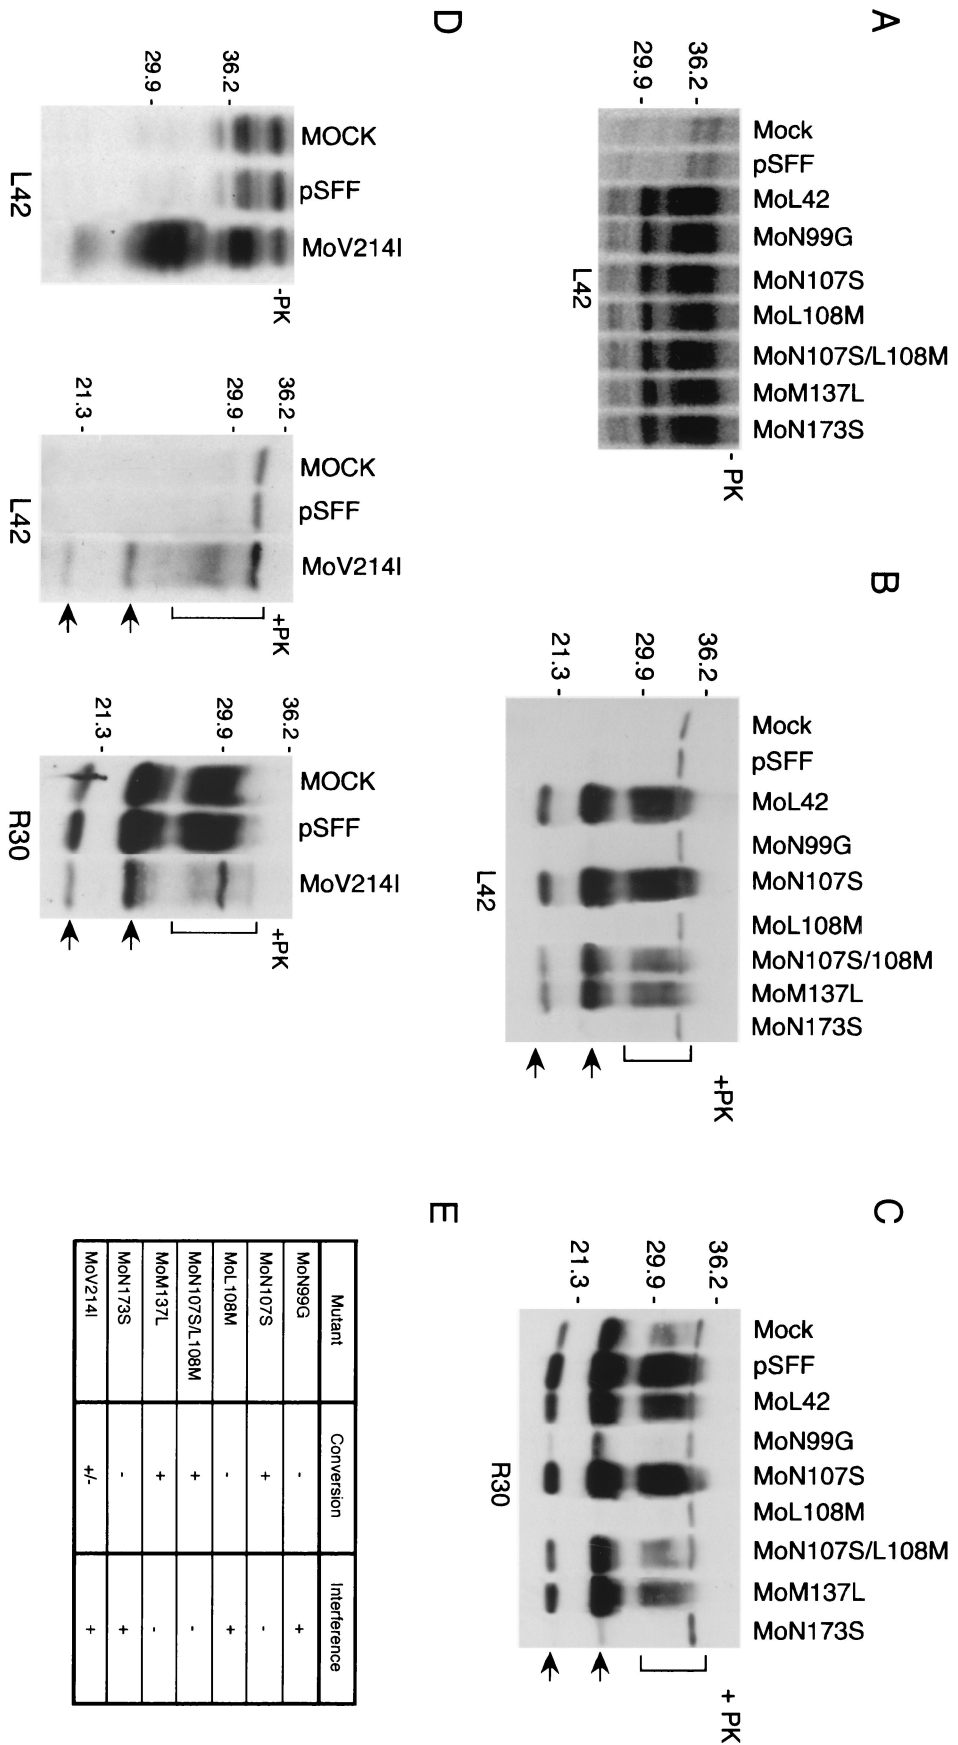 A
36.2 -
29.9 -
Mock
pSFF
MoL42
MoN99G
MoN107S
MoL108M
MoN107S/L108M
MoM137L
MoN173S
- PK
L42
B
36.2 -
29.9 -
21.3 -
Mock
pSFF
MoL42
MoN99G
MoN107S
MoL108M
MoN107S/108M
MoM137L
MoN173S
+PK
L42
C
36.2 -
29.9 -
21.3 -
Mock
pSFF
MoL42
MoN99G
MoN107S
MoL108M
MoN107S/L108M
MoM137L
MoN173S
+ PK
R30
D
36.2 -
29.9 -
MOCK
pSFF
MoV214I
-PK
L42
36.2 -
29.9 -
21.3 -
MOCK
pSFF
MoV214I
+PK
L42
36.2 -
29.9 -
21.3 -
MOCK
pSFF
MoV214I
+PK
R30
E
Mutant Conversion Interference
MoN99G - +
MoN107S + -
MoL108M - +
MoN107S/L108M + -
MoM137L + -
MoN173S - +
MoV214I +/- +